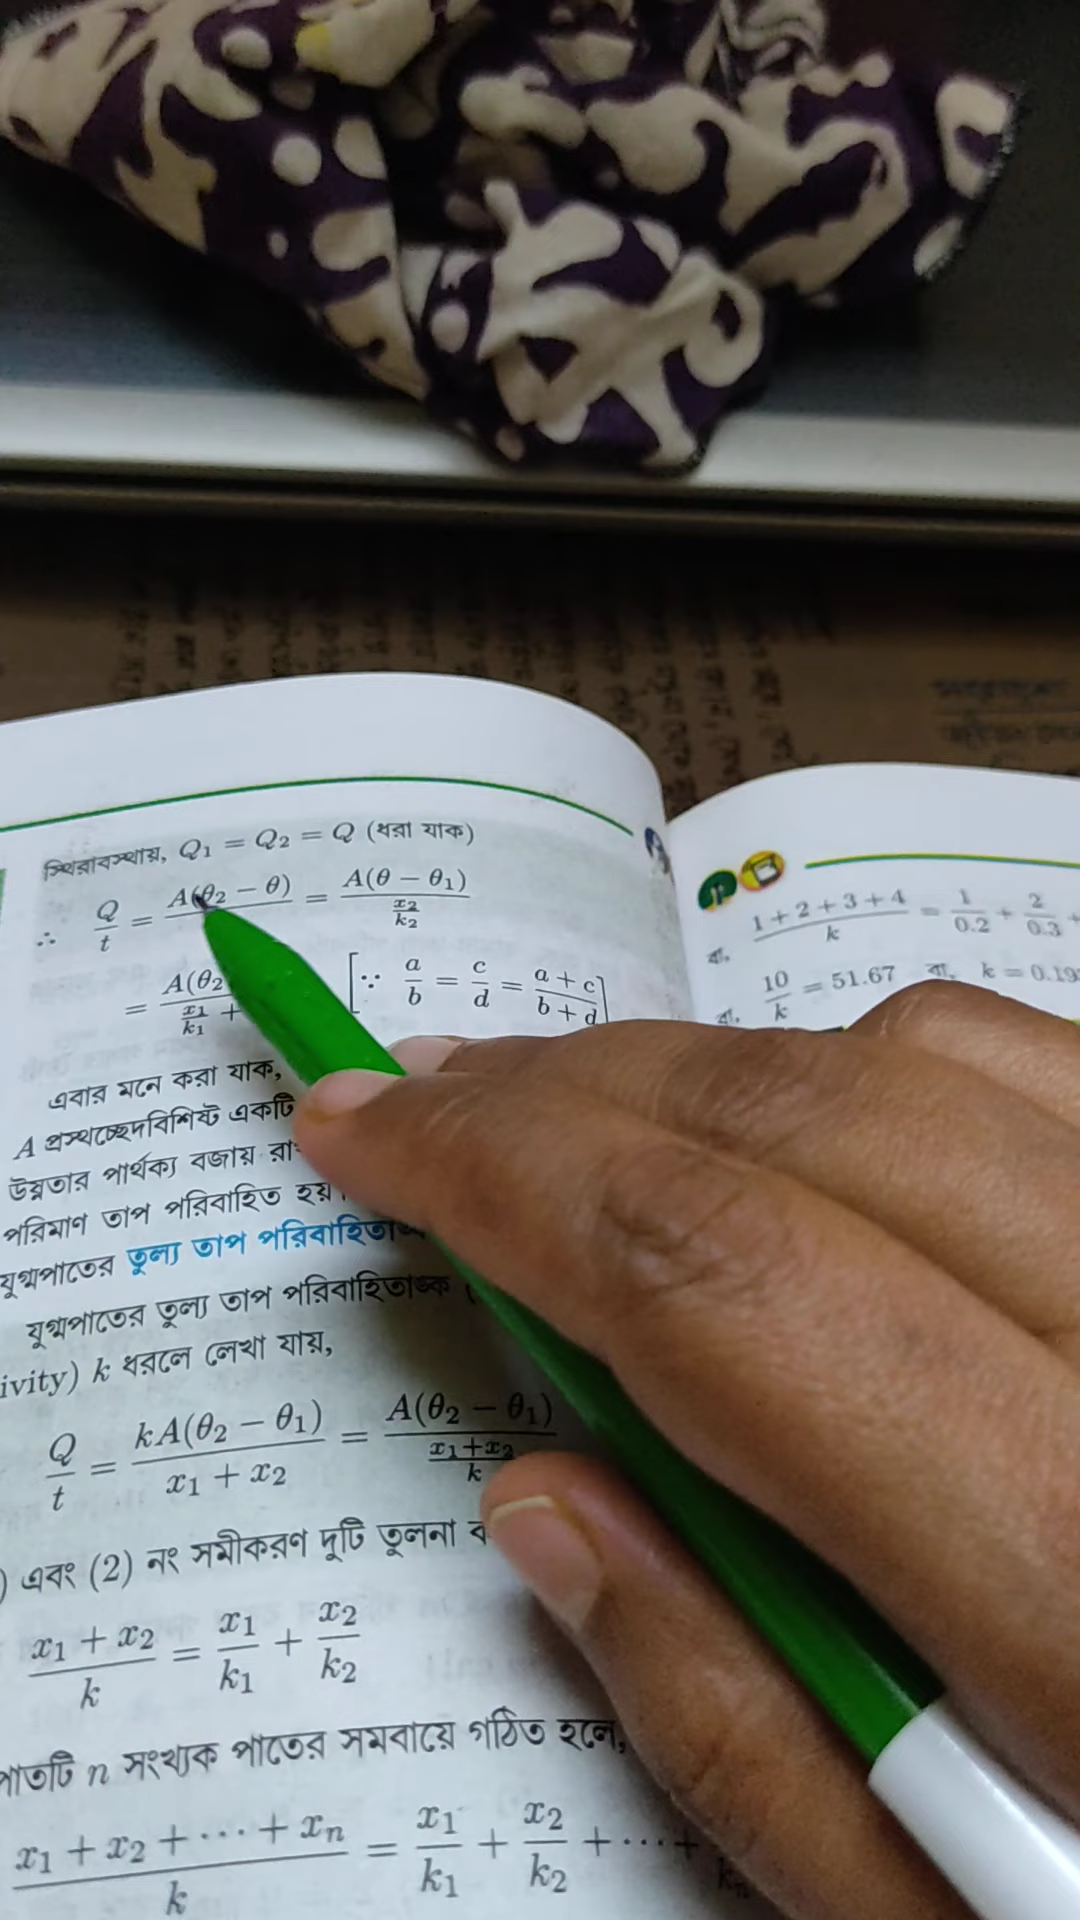 স্থিরাবস্থায়, Q₁ = Q₂ = Q (ধরা যাক)
∴ Q/t = A(θ₂ − θ)/ = A(θ − θ₁)/(x₂/k₂)
= A(θ₂ /(x₁/k₁ + [∵ a/b = c/d = (a + c)/(b + d)]
এবার মনে করা যাক,
A প্রস্থচ্ছেদবিশিষ্ট একটি
উষ্ণতার পার্থক্য বজায়
পরিমাণ তাপ পরিবাহিত হয়
যুগ্মপাতের তুল্য তাপ
যুগ্মপাতের তুল্য তাপ পরিবাহিতাঙ্ক (
ivity) k ধরলে লেখা যায়,
Q/t = kA(θ₂ − θ₁)/(x₁ + x₂) = A(θ₂ − θ₁)/((x₁+x₂)/k)
) এবং (2) নং সমীকরণ দুটি তুলনা
(x₁ + x₂)/k = x₁/k₁ + x₂/k₂
পাতটি n সংখ্যক পাতের সমবায়ে গঠিত হলে,
(x₁ + x₂ + ··· + xₙ)/k = x₁/k₁ + x₂/k₂ + ··· +
বা, (1 + 2 + 3 + 4)/k = 1/0.2 + 2/0.3 +
বা, 10/k = 51.67 বা, k = 0.19